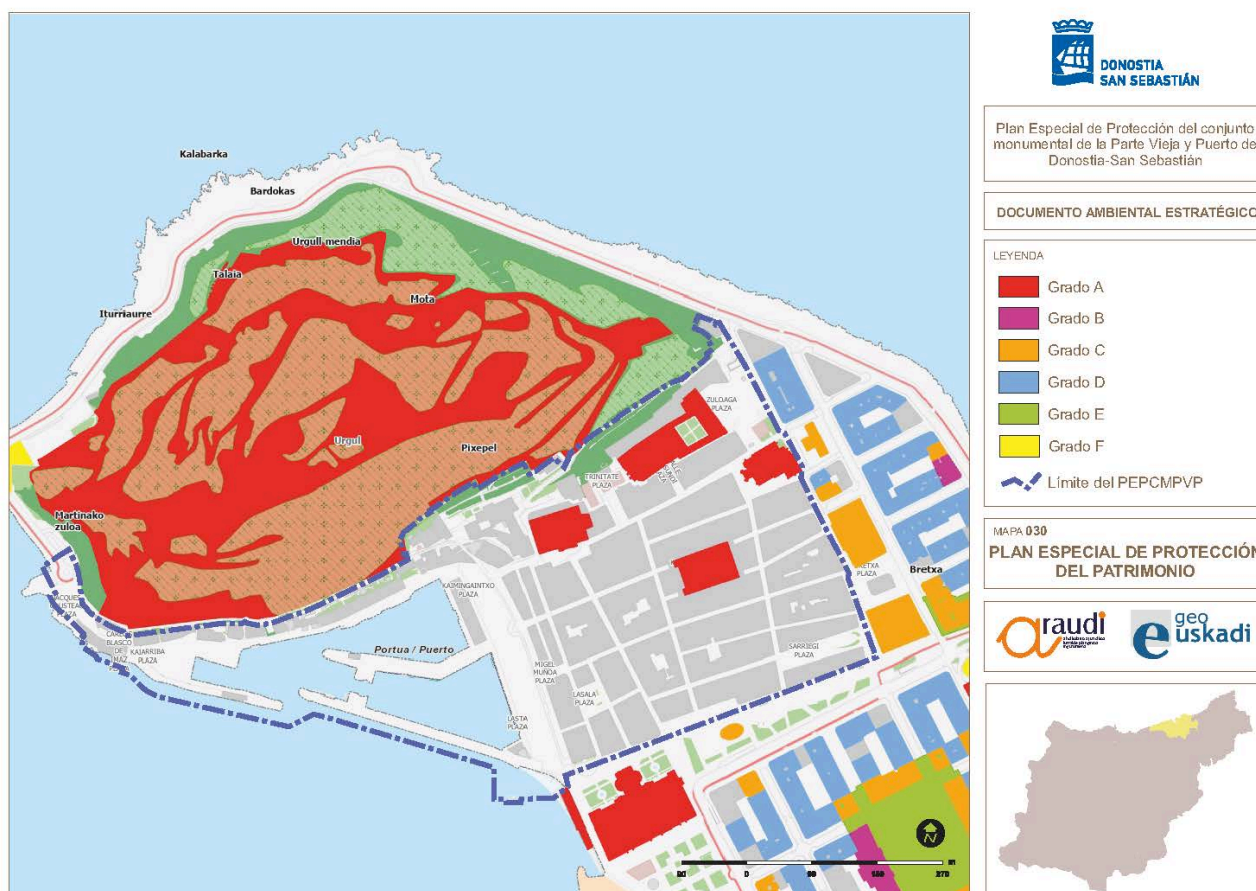 Kalabarka
Bardokas
Urgull mendia
Talaia
Mota
Iturriaurre
Urgul
Pixepel
Martinako
zuloa
ZULOAGA
PLAZA
TRINITATE
PLAZA
KAIMINGAINTXO
PLAZA
KAIARRIBA
PLAZA
Portua / Puerto
MIGEL
MUÑOA
PLAZA
LASALA
PLAZA
LASTA
PLAZA
SARRIEGI
PLAZA
PLAZA
Bretxa
N
DONOSTIA
SAN SEBASTIÁN
Plan Especial de Protección del conjunto
monumental de la Parte Vieja y Puerto de
Donostia-San Sebastián
DOCUMENTO AMBIENTAL ESTRATÉGICO
LEYENDA
Grado A
Grado B
Grado C
Grado D
Grado E
Grado F
Límite del PEPCMPVP
MAPA 030
PLAN ESPECIAL DE PROTECCIÓN
DEL PATRIMONIO
araudi
geo
euskadi